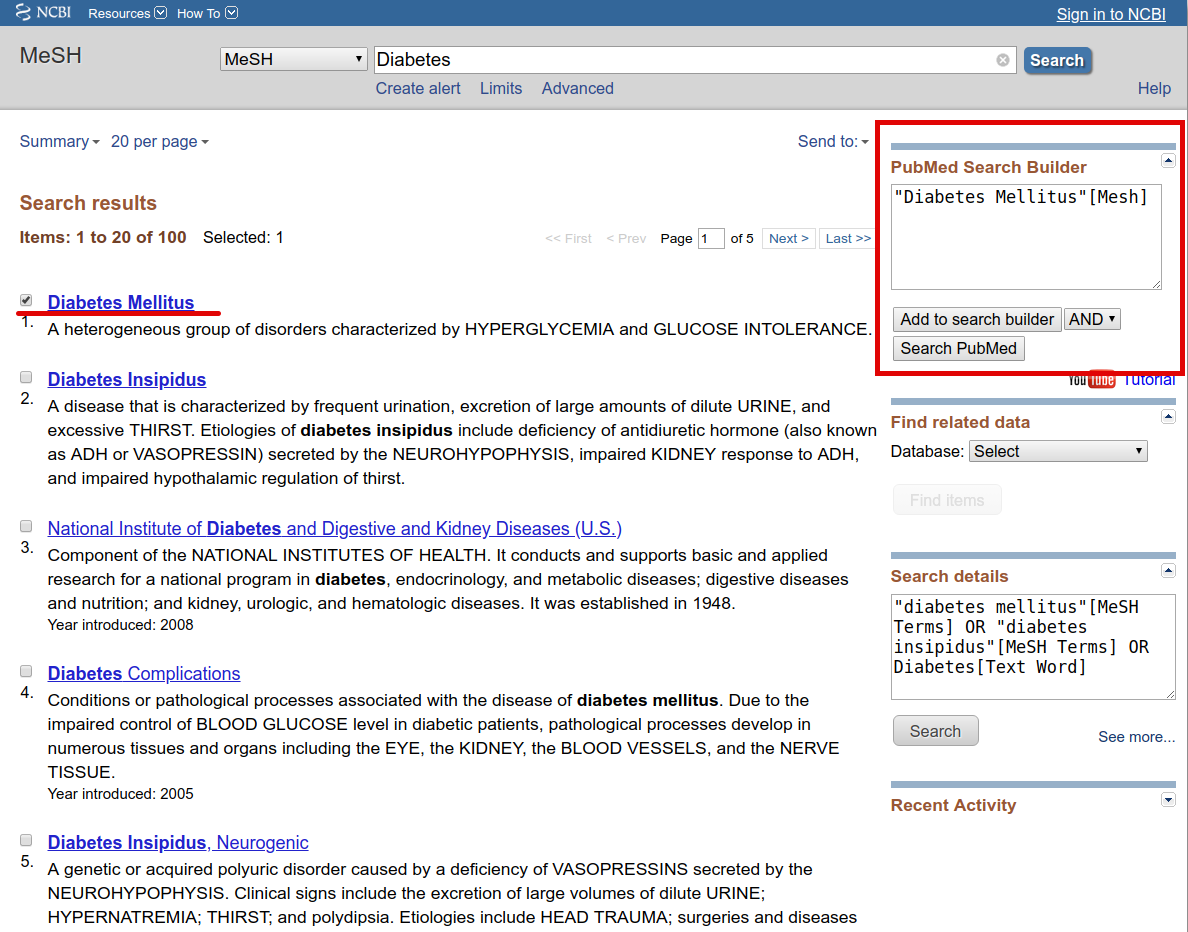 NCBI Resources How To Sign in to NCBI
MeSH MeSH Diabetes Search
Create alert Limits Advanced Help
Summary 20 per page Send to:
Search results
Items: 1 to 20 of 100 Selected: 1
<< First < Prev Page 1 of 5 Next > Last >>
Diabetes Mellitus
1. A heterogeneous group of disorders characterized by HYPERGLYCEMIA and GLUCOSE INTOLERANCE.
Diabetes Insipidus
2. A disease that is characterized by frequent urination, excretion of large amounts of dilute URINE, and
excessive THIRST. Etiologies of diabetes insipidus include deficiency of antidiuretic hormone (also known
as ADH or VASOPRESSIN) secreted by the NEUROHYPOPHYSIS, impaired KIDNEY response to ADH,
and impaired hypothalamic regulation of thirst.
National Institute of Diabetes and Digestive and Kidney Diseases (U.S.)
3. Component of the NATIONAL INSTITUTES OF HEALTH. It conducts and supports basic and applied
research for a national program in diabetes, endocrinology, and metabolic diseases; digestive diseases
and nutrition; and kidney, urologic, and hematologic diseases. It was established in 1948.
Year introduced: 2008
Diabetes Complications
4. Conditions or pathological processes associated with the disease of diabetes mellitus. Due to the
impaired control of BLOOD GLUCOSE level in diabetic patients, pathological processes develop in
numerous tissues and organs including the EYE, the KIDNEY, the BLOOD VESSELS, and the NERVE
TISSUE.
Year introduced: 2005
Diabetes Insipidus, Neurogenic
5. A genetic or acquired polyuric disorder caused by a deficiency of VASOPRESSINS secreted by the
NEUROHYPOPHYSIS. Clinical signs include the excretion of large volumes of dilute URINE;
HYPERNATREMIA; THIRST; and polydipsia. Etiologies include HEAD TRAUMA; surgeries and diseases
PubMed Search Builder
"Diabetes Mellitus"[Mesh]
Add to search builder AND
Search PubMed
YouTube Tutorial
Find related data
Database: Select
Find items
Search details
"diabetes mellitus"[MeSH
Terms] OR "diabetes
insipidus"[MeSH Terms] OR
Diabetes[Text Word]
Search See more...
Recent Activity